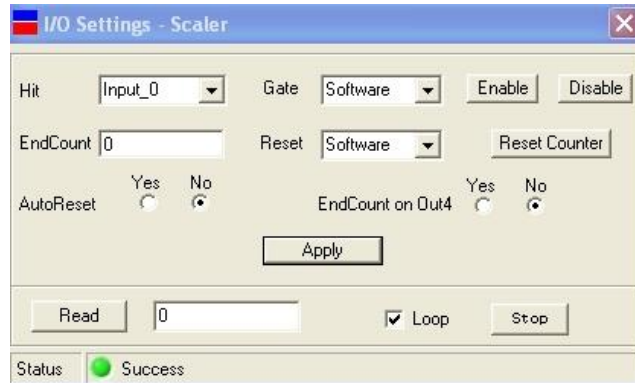 I/O Settings - Scaler
Hit Input_0 Gate Software Enable Disable
EndCount 0 Reset Software Reset Counter
AutoReset Yes No EndCount on Out4 Yes No
Apply
Read 0 Loop Stop
Status Success